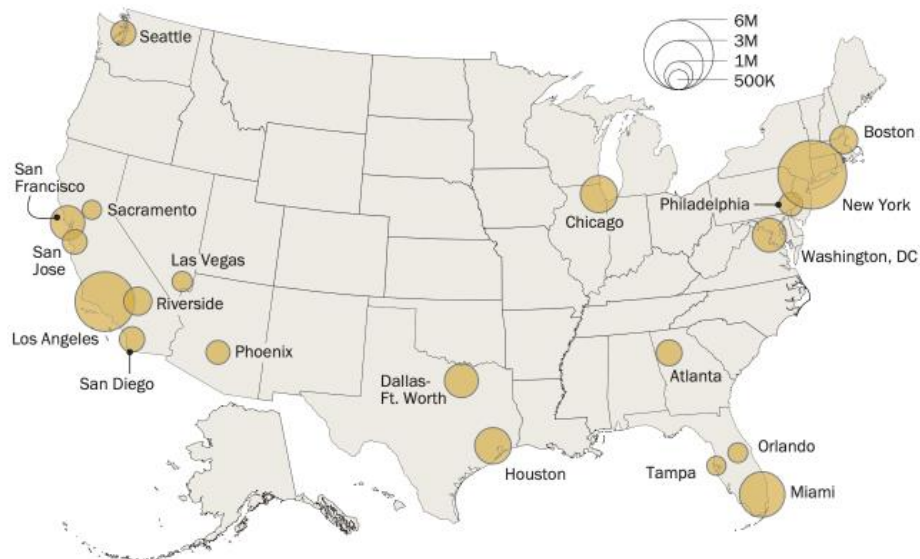 6M
3M
1M
500K
Seattle
Boston
San
Francisco
Sacramento
Chicago
Philadelphia
New York
San
Jose
Las Vegas
Washington, DC
Riverside
Los Angeles
Phoenix
San Diego
Dallas-
Ft. Worth
Atlanta
Houston
Orlando
Tampa
Miami